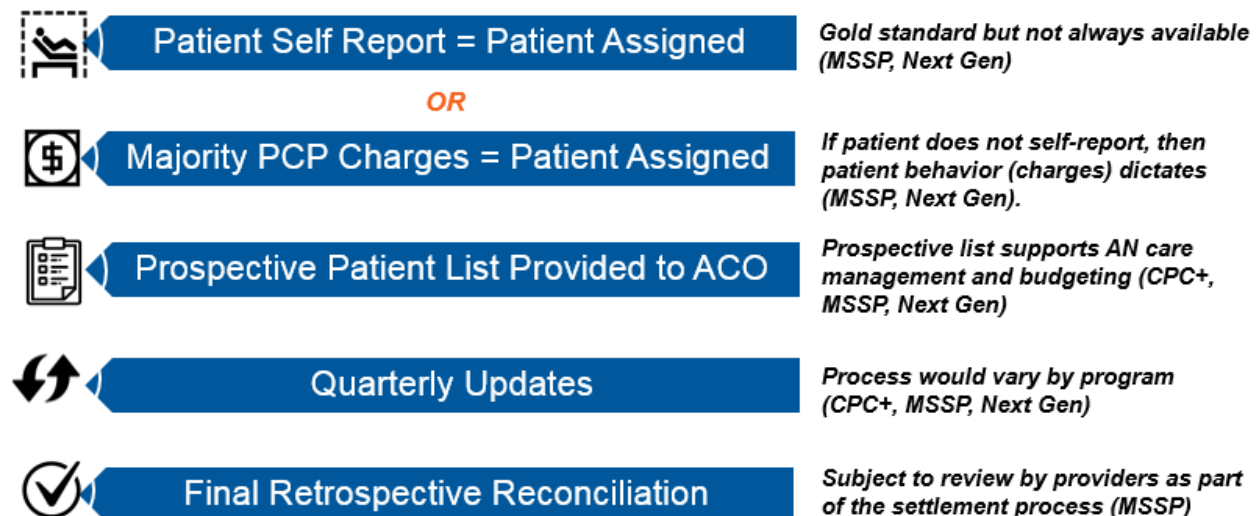 Patient Self Report = Patient Assigned
Gold standard but not always available
(MSSP, Next Gen)
OR
$
Majority PCP Charges = Patient Assigned
If patient does not self-report, then
patient behavior (charges) dictates
(MSSP, Next Gen).
Prospective Patient List Provided to ACO
Prospective list supports AN care
management and budgeting (CPC+,
MSSP, Next Gen)
Quarterly Updates
Process would vary by program
(CPC+, MSSP, Next Gen)
Final Retrospective Reconciliation
Subject to review by providers as part
of the settlement process (MSSP)